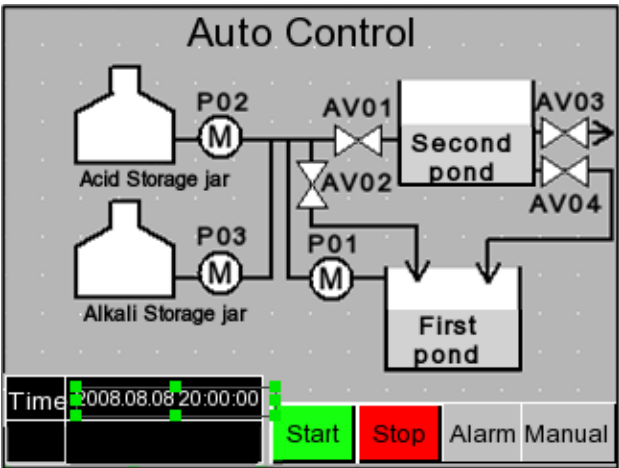 Auto Control
P02
AV01
AV03
M
Second
pond
Acid Storage jar
AV02
AV04
P03
P01
M
M
Alkali Storage jar
First
pond
Time
2008.08.08 20:00:00
Start
Stop
Alarm
Manual